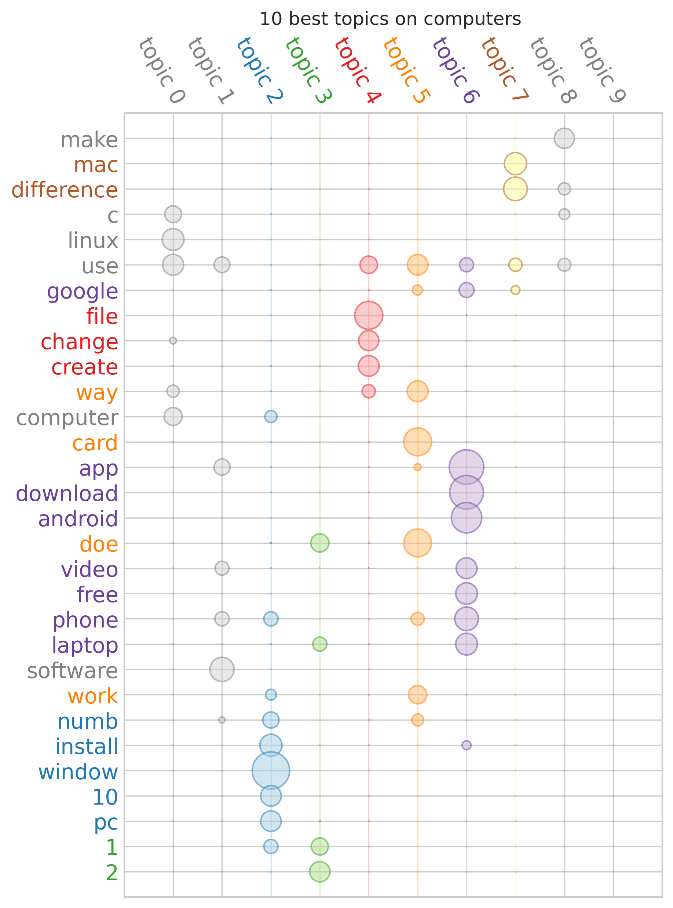 10 best topics on computers
topic 0
topic 1
topic 2
topic 3
topic 4
topic 5
topic 6
topic 7
topic 8
topic 9
make
mac
difference
c
linux
use
google
file
change
create
way
computer
card
app
download
android
doe
video
free
phone
laptop
software
work
numb
install
window
10
pc
1
2